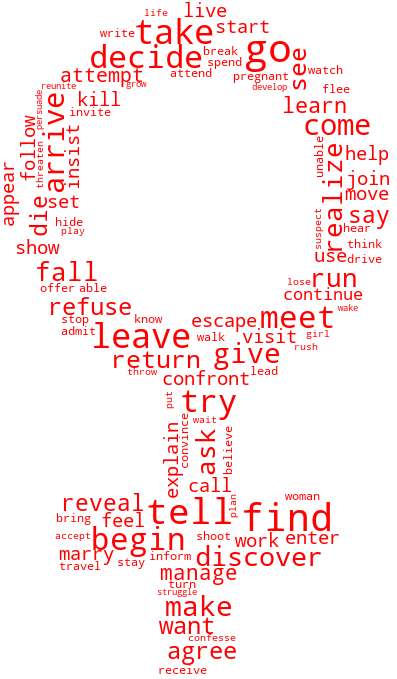 life
live
write
take
start
go
decide
break
see
spend
attend
watch
attempt
pregnant
grow
develop
reunite
flee
kill
persuade
arrive
learn
invite
come
follow
insist
threaten
unable
realize
help
appear
join
die
set
move
say
hide
play
suspect
hear
show
think
use
drive
fall
run
offer
able
lose
continue
refuse
wake
stop
know
escape
meet
admit
leave
walk
visit
girl
return
give
rush
throw
confront
lead
put
try
wait
explain
convince
ask
believe
call
reveal
woman
tell
plan
find
bring
feel
begin
accept
shoot
work
enter
marry
inform
discover
travel
stay
manage
turn
struggle
make
want
confesse
agree
receive